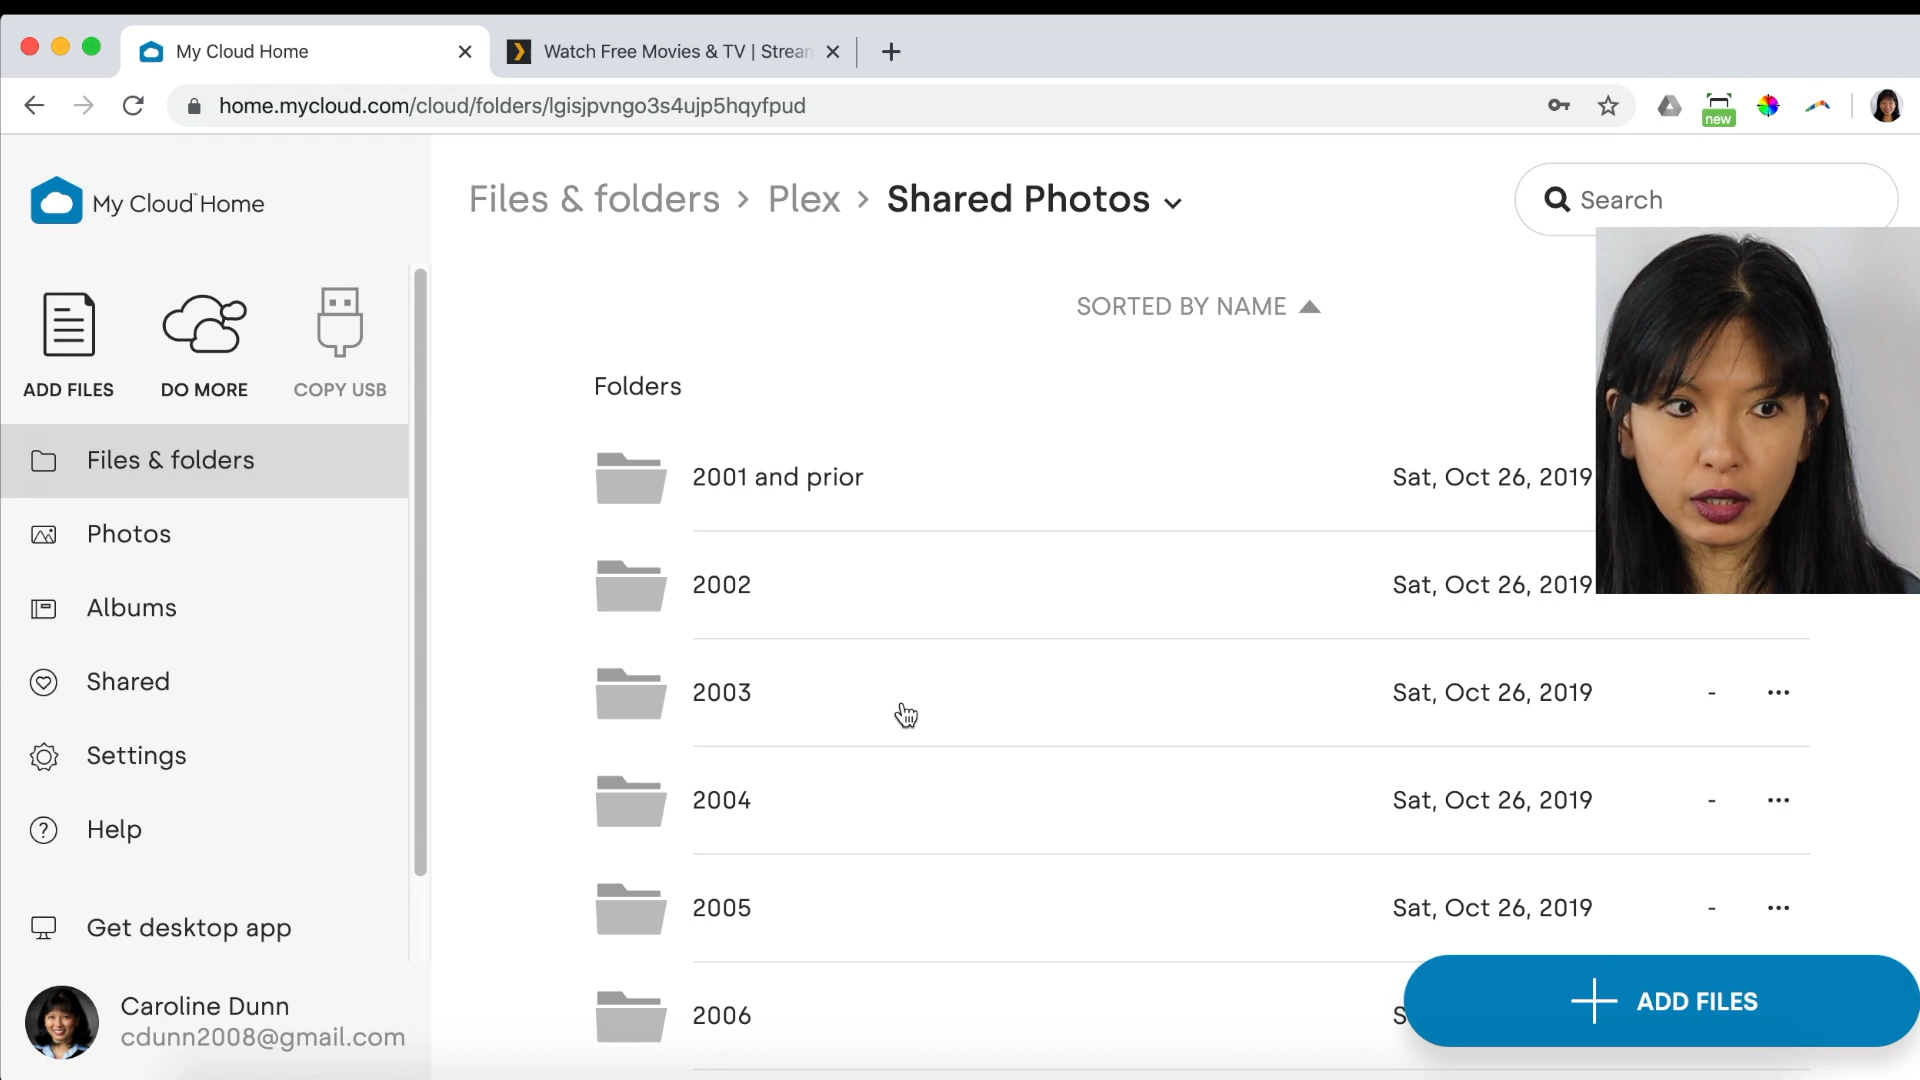 My Cloud Home
Watch Free Movies & TV | Strea
home.mycloud.com/cloud/folders/lgisjpvngo3s4ujp5hqyfpud
new
My Cloud™ Home
Files & folders > Plex > Shared Photos
Search
ADD FILES
DO MORE
COPY USB
SORTED BY NAME
Folders
Files & folders
Photos
Albums
Shared
Settings
Help
Get desktop app
Caroline Dunn
cdunn2008@gmail.com
2001 and prior Sat, Oct 26, 2019
2002 Sat, Oct 26, 2019
2003 Sat, Oct 26, 2019 - ...
2004 Sat, Oct 26, 2019 - ...
2005 Sat, Oct 26, 2019 - ...
2006 S
ADD FILES